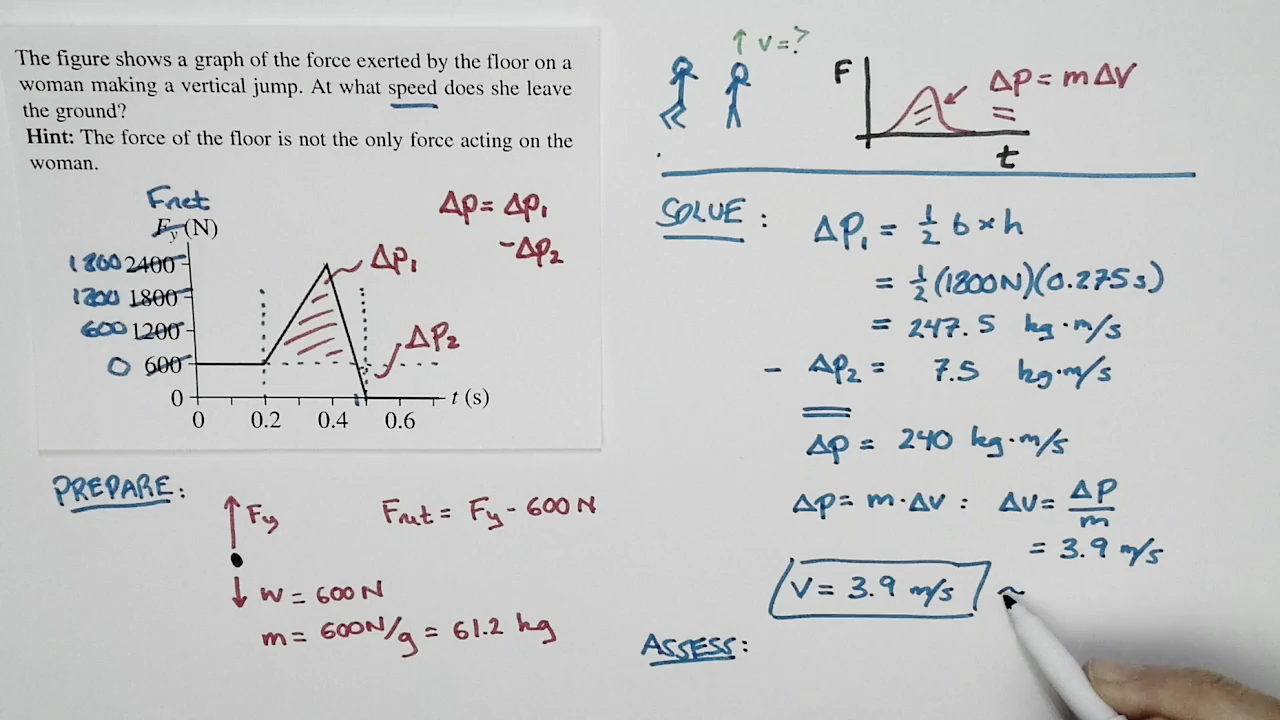 The figure shows a graph of the force exerted by the floor on a
woman making a vertical jump. At what speed does she leave
the ground?
Hint: The force of the floor is not the only force acting on the
woman.
Fnet
Fy (N)
1800 2400
1200 1800
600 1200
0 600
0
0 0.2 0.4 0.6
t (s)
Δp = Δp₁
- Δp₂
Δp₁
Δp₂
PREPARE:
Fy
Fnet = Fy - 600 N
w = 600 N
m = 600N/g = 61.2 kg
↑ v = ?
F
t
Δp = mΔv
SOLVE:
Δp₁ = ½ b × h
= ½ (1800N)(0.275s)
= 247.5 kg·m/s
- Δp₂ = 7.5 kg·m/s
Δp = 240 kg·m/s
Δp = m·Δv : Δv = Δp/m
= 3.9 m/s
v = 3.9 m/s ~
ASSESS: